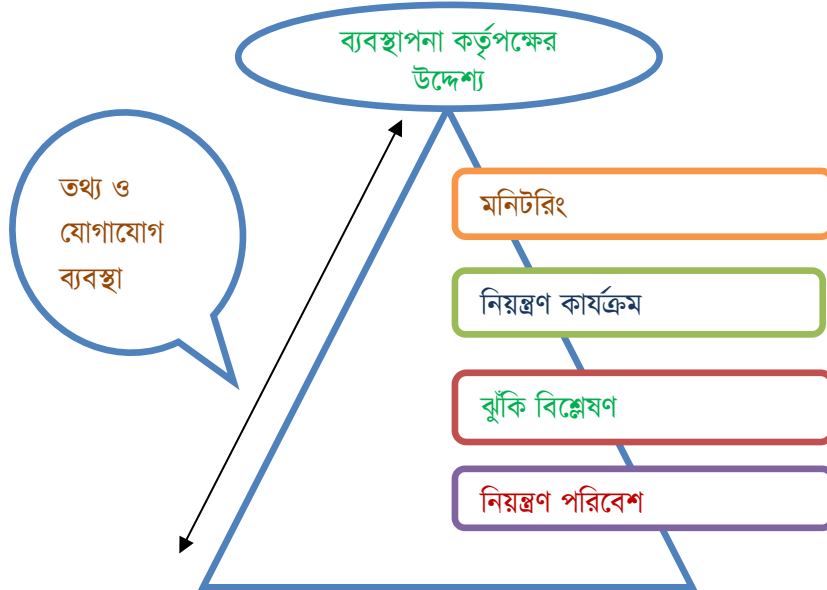 ব্যবস্থাপনা কর্তৃপক্ষের
উদ্দেশ্য
তথ্য ও
যোগাযোগ
ব্যবস্থা
মনিটরিং
নিয়ন্ত্রণ কার্যক্রম
ঝুঁকি বিশ্লেষণ
নিয়ন্ত্রণ পরিবেশ